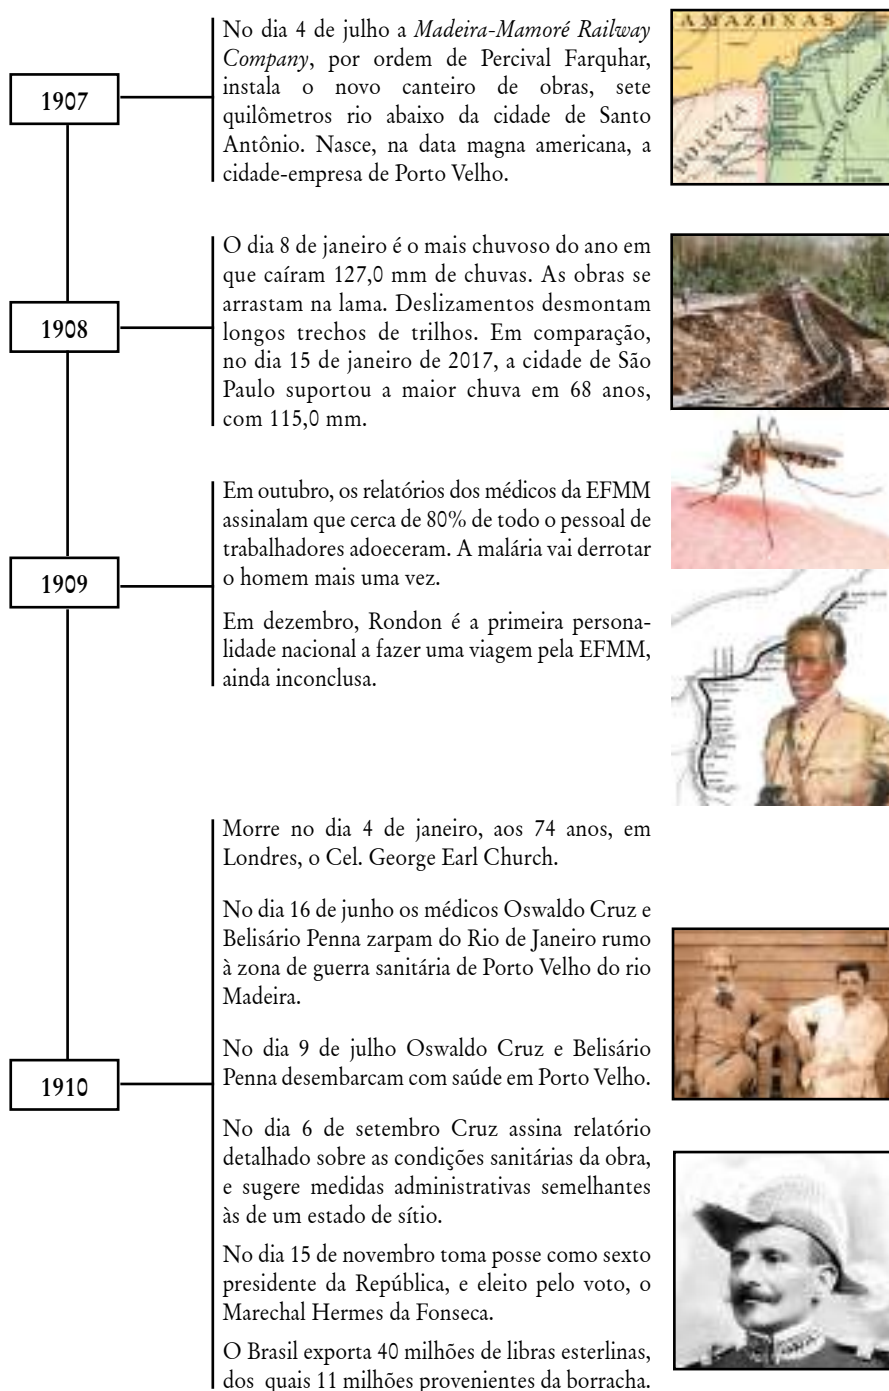 No dia 4 de julho a Madeira-Mamoré Railway
Company, por ordem de Percival Farquhar,
instala o novo canteiro de obras, sete
quilômetros rio abaixo da cidade de Santo
Antônio. Nasce, na data magna americana, a
cidade-empresa de Porto Velho.
1907
AMAZONAS
BOLIVIA
MATTO GROSSO
O dia 8 de janeiro é o mais chuvoso do ano em
que caíram 127,0 mm de chuvas. As obras se
arrastam na lama. Deslizamentos desmontam
longos trechos de trilhos. Em comparação,
no dia 15 de janeiro de 2017, a cidade de São
Paulo suportou a maior chuva em 68 anos,
com 115,0 mm.
1908
Em outubro, os relatórios dos médicos da EFMM
assinalam que cerca de 80% de todo o pessoal de
trabalhadores adoeceram. A malária vai derrotar
o homem mais uma vez.
1909
Em dezembro, Rondon é a primeira persona-
lidade nacional a fazer uma viagem pela EFMM,
ainda inconclusa.
Morre no dia 4 de janeiro, aos 74 anos, em
Londres, o Cel. George Earl Church.
No dia 16 de junho os médicos Oswaldo Cruz e
Belisário Penna zarpam do Rio de Janeiro rumo
à zona de guerra sanitária de Porto Velho do rio
Madeira.
No dia 9 de julho Oswaldo Cruz e Belisário
Penna desembarcam com saúde em Porto Velho.
1910
No dia 6 de setembro Cruz assina relatório
detalhado sobre as condições sanitárias da obra,
e sugere medidas administrativas semelhantes
às de um estado de sítio.
No dia 15 de novembro toma posse como sexto
presidente da República, e eleito pelo voto, o
Marechal Hermes da Fonseca.
O Brasil exporta 40 milhões de libras esterlinas,
dos quais 11 milhões provenientes da borracha.